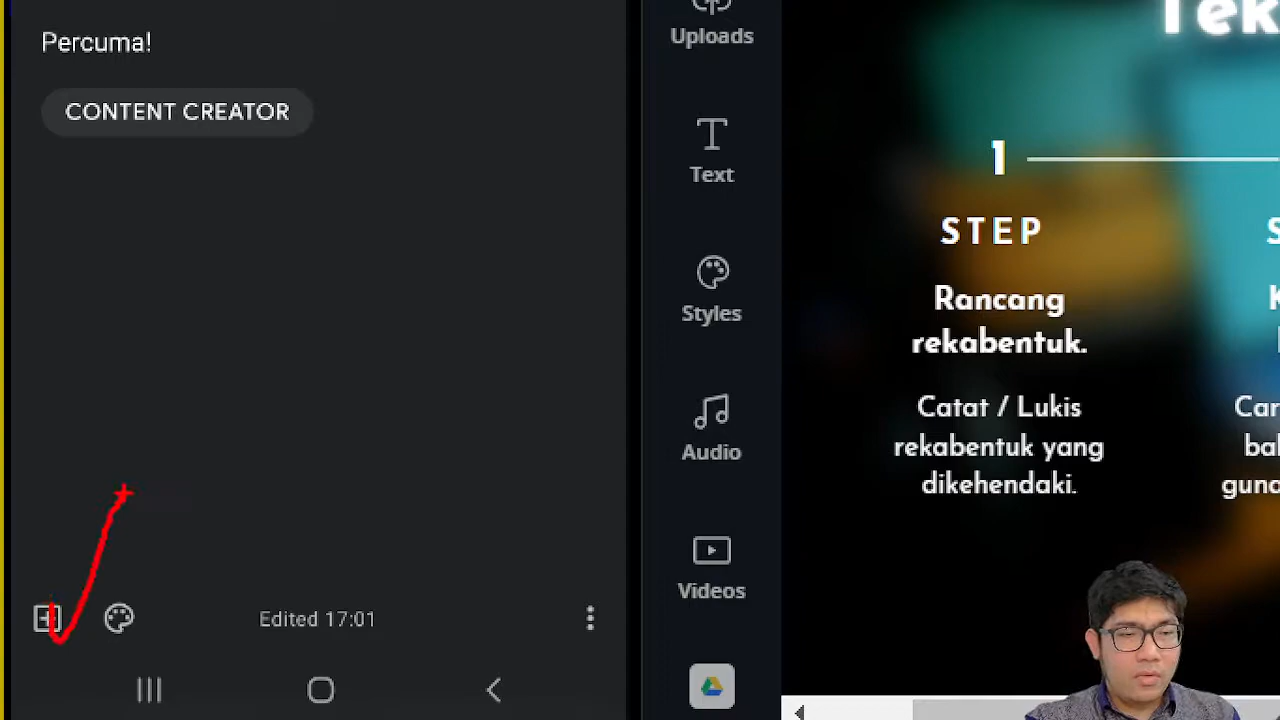 Percuma!
CONTENT CREATOR
Edited 17:01
Uploads
Text
Styles
Audio
Videos
Tek
1
STEP
Rancang
rekabentuk.
Catat / Lukis
rekabentuk yang
dikehendaki.